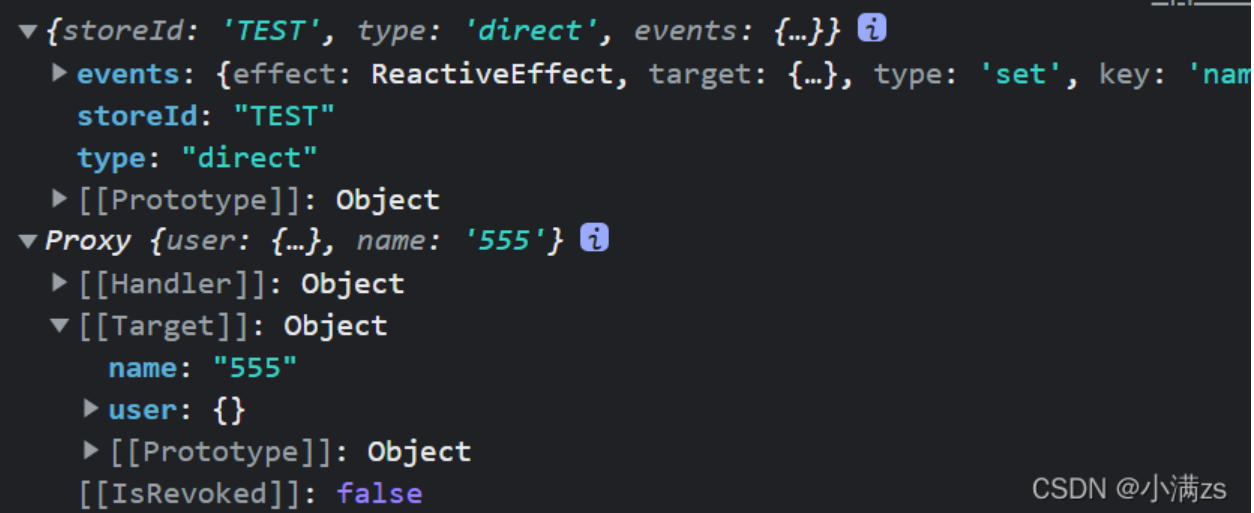 {storeId: 'TEST', type: 'direct', events: {…}} i
events: {effect: ReactiveEffect, target: {…}, type: 'set', key: 'nam
storeId: "TEST"
type: "direct"
[[Prototype]]: Object
Proxy {user: {…}, name: '555'} i
[[Handler]]: Object
[[Target]]: Object
name: "555"
user: {}
[[Prototype]]: Object
[[IsRevoked]]: false
CSDN @小满zs